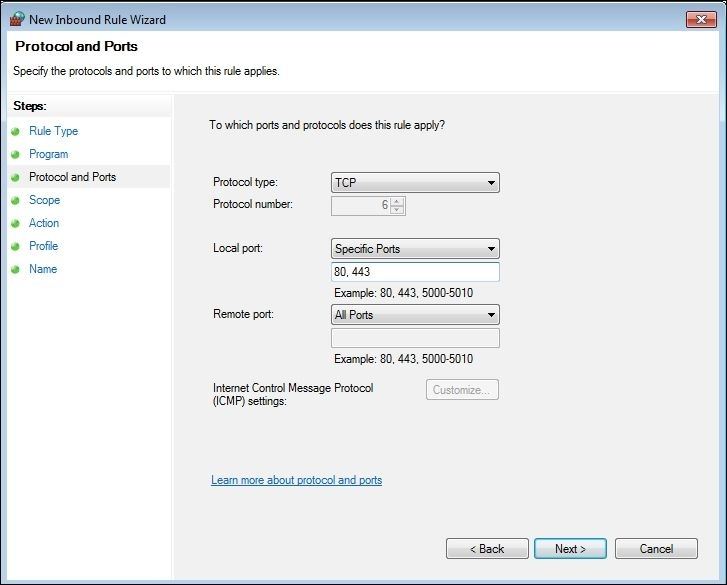 New Inbound Rule Wizard
Protocol and Ports
Specify the protocols and ports to which this rule applies.
Steps:
Rule Type
Program
Protocol and Ports
Scope
Action
Profile
Name
To which ports and protocols does this rule apply?
Protocol type: TCP
Protocol number: 6
Local port: Specific Ports
80, 443
Example: 80, 443, 5000-5010
Remote port: All Ports
Example: 80, 443, 5000-5010
Internet Control Message Protocol
(ICMP) settings:
Customize...
Learn more about protocol and ports
< Back Next > Cancel